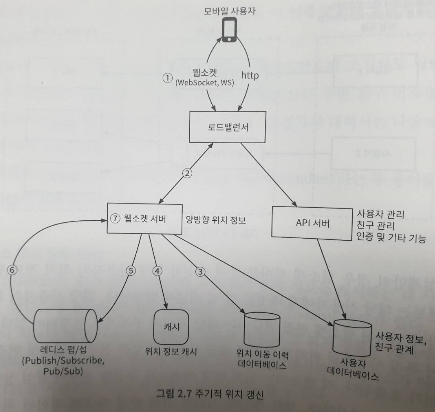 모바일 사용자
① 웹소켓
(WebSocket, WS)
http
로드밸런서
②
⑦ 웹소켓 서버
양방향 위치 정보
API 서버
사용자 관리
친구 관리
인증 및 기타 기능
⑥
⑤
④
③
레디스 펍/섭
(Publish/Subscribe,
Pub/Sub)
캐시
위치 정보 캐시
위치 이동 이력
데이터베이스
사용자
데이터베이스
사용자 정보,
친구 관계
그림 2.7 주기적 위치 갱신